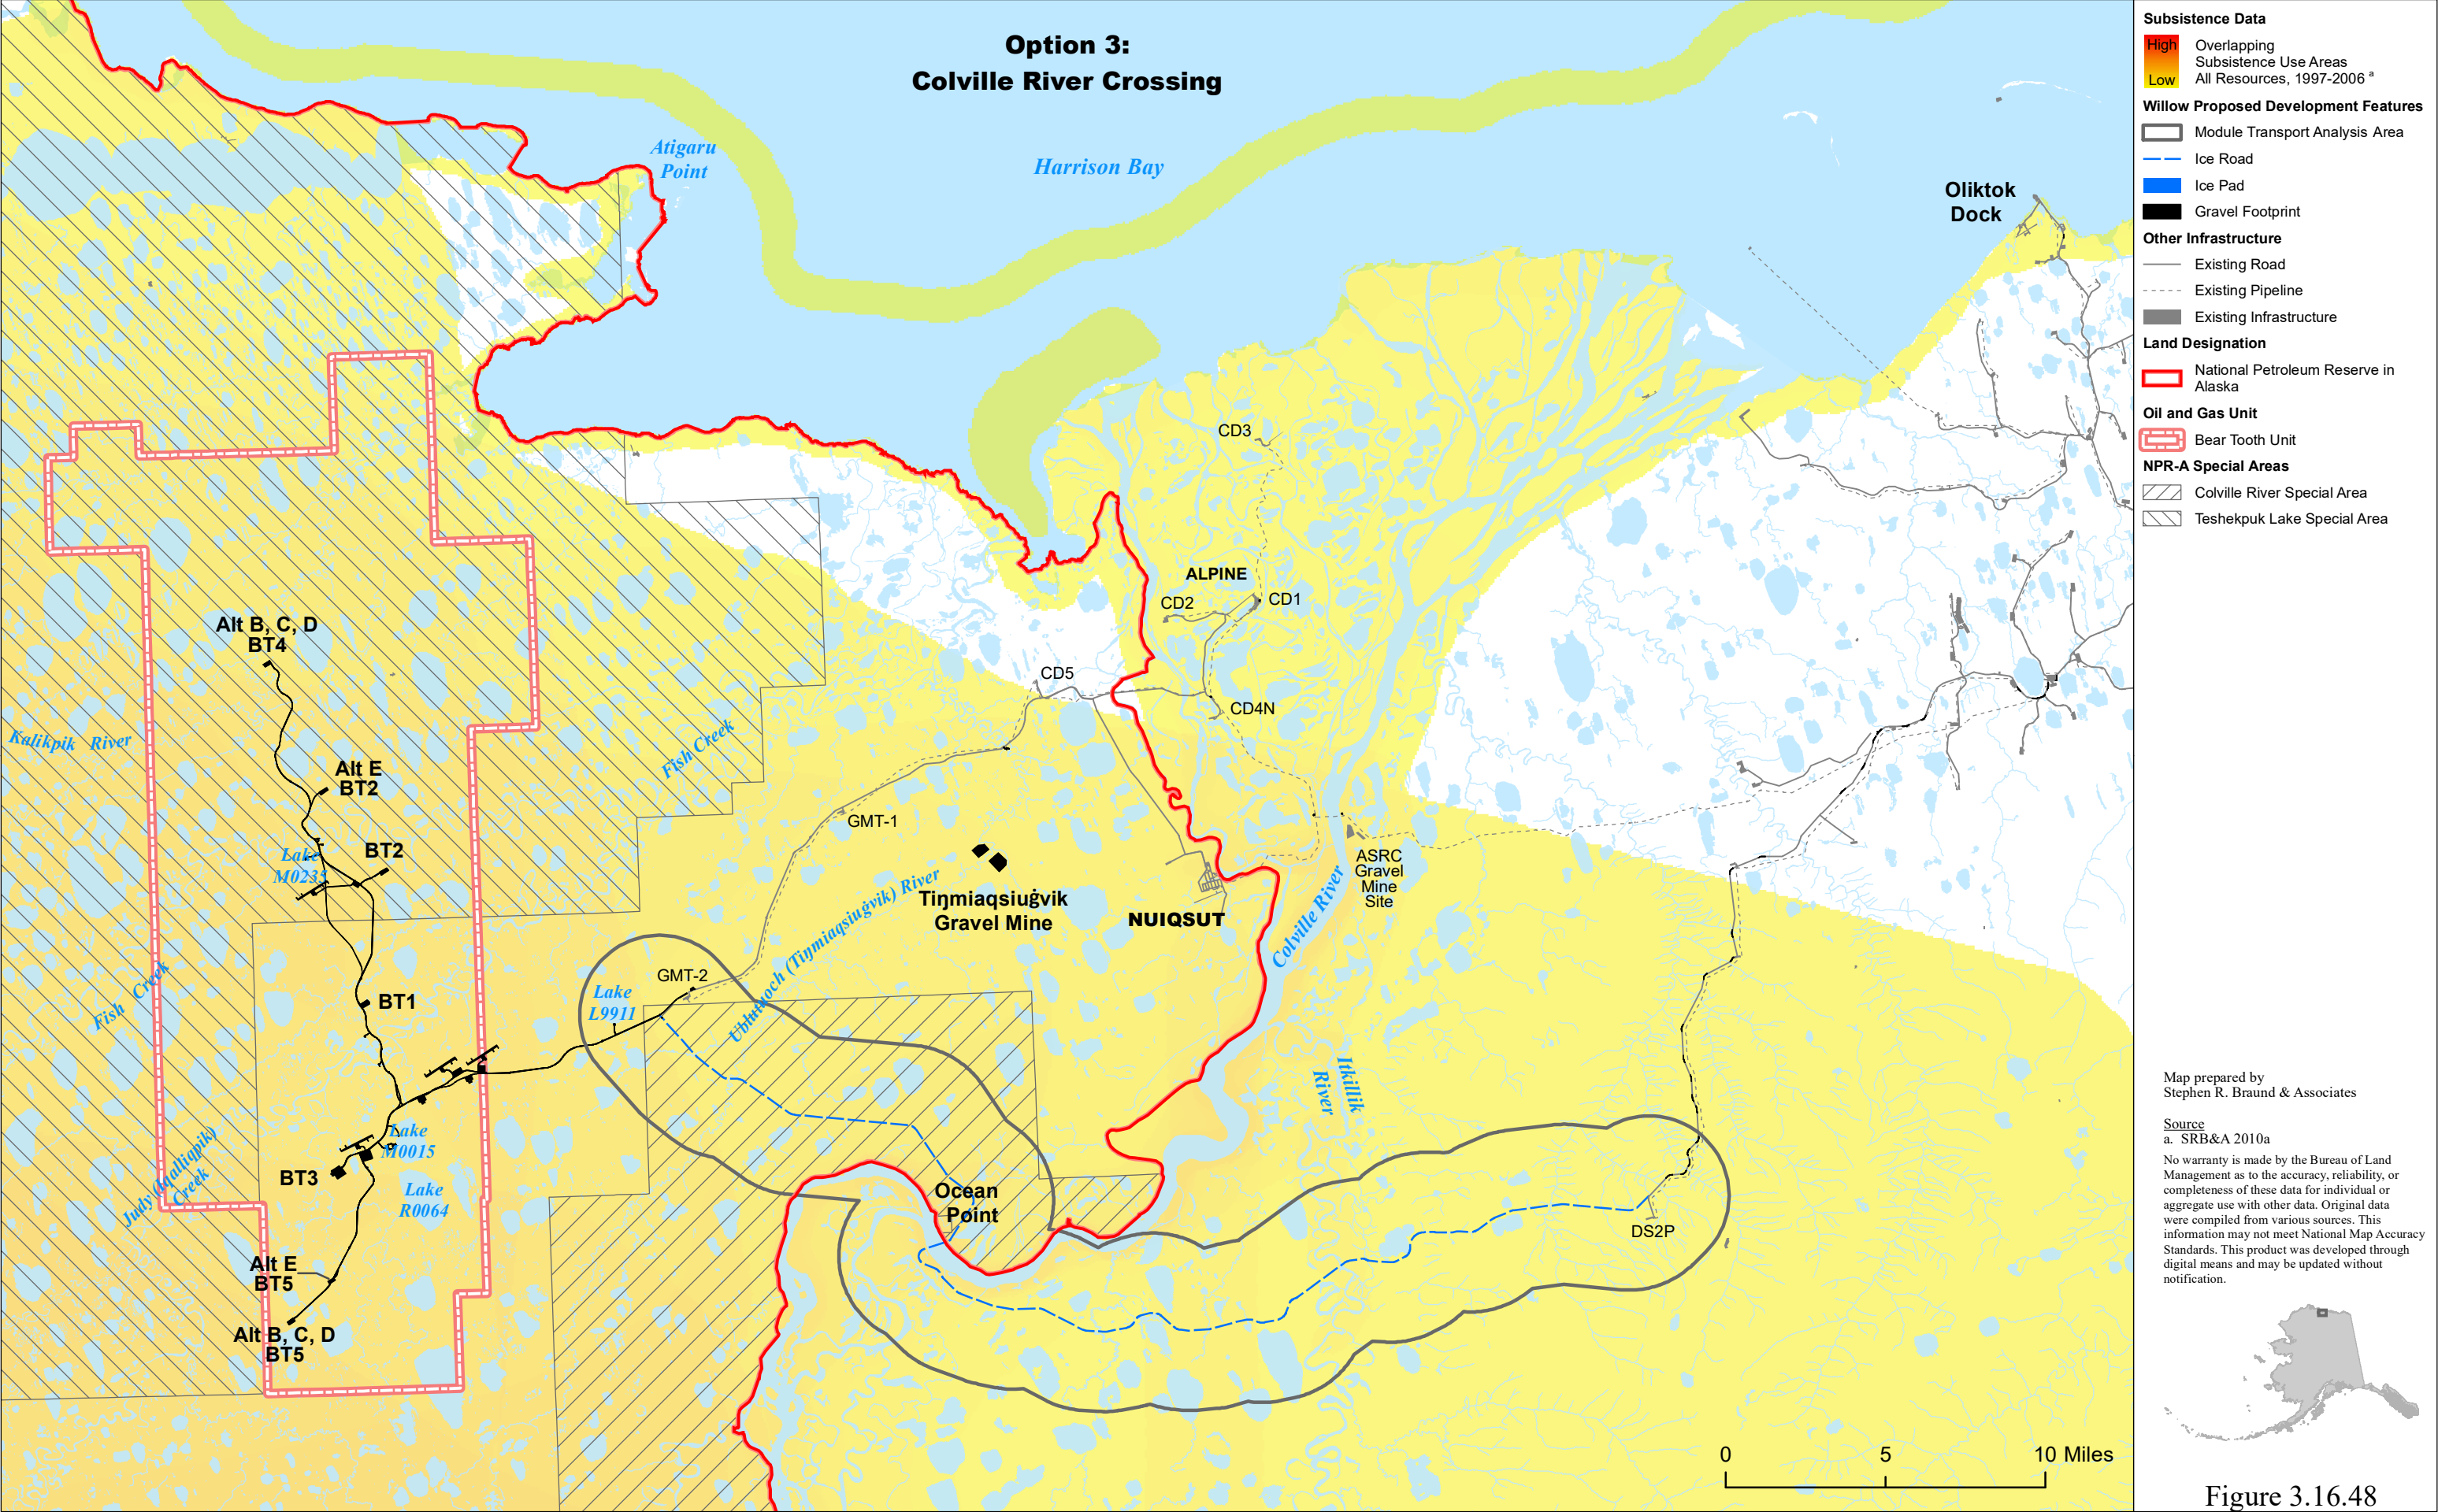 Option 3:
Colville River Crossing
Atigaru
Point
Harrison Bay
Oliktok
Dock
CD3
ALPINE
CD2
CD1
CD5
CD4N
Alt B, C, D
BT4
Kalikpik River
Fish Creek
Alt E
BT2
GMT-1
Lake
M0235
BT2
Tiŋmiaqsiuġvik
Gravel Mine
NUIQSUT
ASRC
Gravel
Mine
Site
Colville River
Ublutuoch (Tiŋmiaqsiuġvik) River
GMT-2
Lake
L9911
Fish Creek
BT1
Itkillik
River
Lake
M0015
BT3
Judy (Iqalliqpik)
Creek
Lake
R0064
Ocean
Point
DS2P
Alt E
BT5
Alt B, C, D
BT5
0 5 10 Miles
Subsistence Data
High
Low
Overlapping
Subsistence Use Areas
All Resources, 1997-2006 a
Willow Proposed Development Features
Module Transport Analysis Area
Ice Road
Ice Pad
Gravel Footprint
Other Infrastructure
Existing Road
Existing Pipeline
Existing Infrastructure
Land Designation
National Petroleum Reserve in
Alaska
Oil and Gas Unit
Bear Tooth Unit
NPR-A Special Areas
Colville River Special Area
Teshekpuk Lake Special Area
Map prepared by
Stephen R. Braund & Associates
Source
a. SRB&A 2010a
No warranty is made by the Bureau of Land
Management as to the accuracy, reliability, or
completeness of these data for individual or
aggregate use with other data. Original data
were compiled from various sources. This
information may not meet National Map Accuracy
Standards. This product was developed through
digital means and may be updated without
notification.
Figure 3.16.48